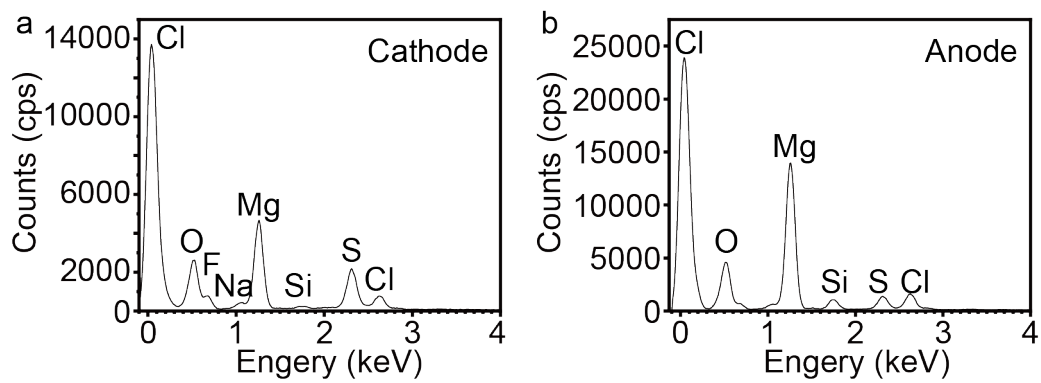 a
Cl
Cathode
14000
10000
6000
2000
0
Counts (cps)
O
F
Na
Mg
Si
S
Cl
0 1 2 3 4
Engery (keV)
b
Cl
Anode
25000
20000
15000
10000
5000
0
Counts (cps)
O
Mg
Si
S
Cl
0 1 2 3 4
Engery (keV)